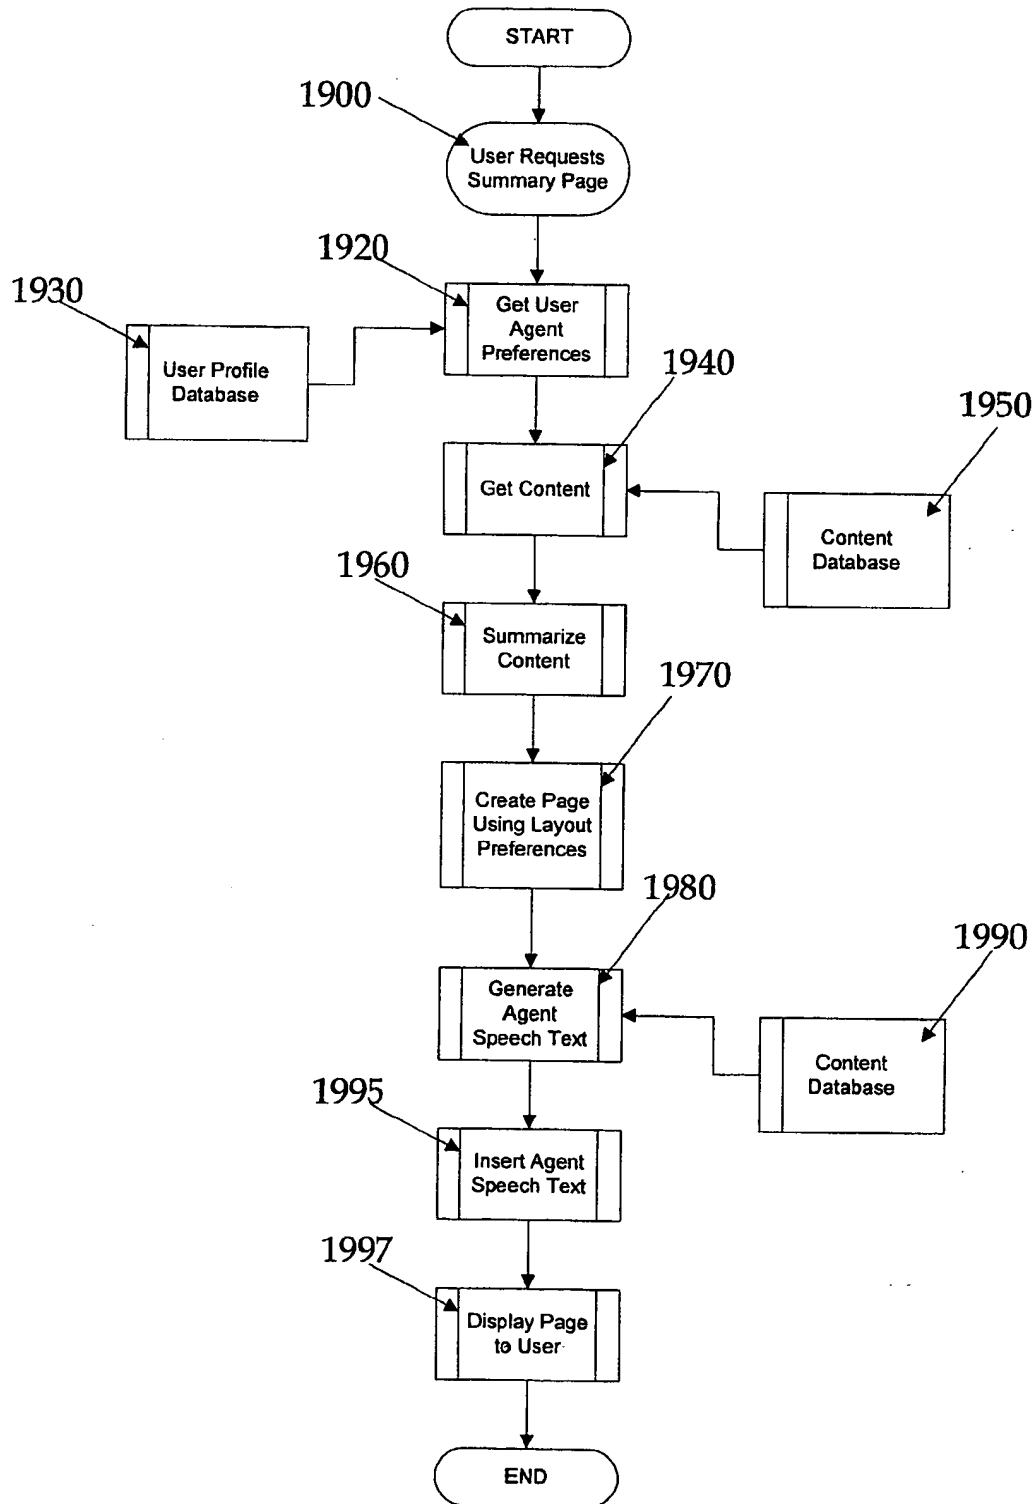 START
1900
User Requests
Summary Page
1920
1930
Get User
Agent
Preferences
User Profile
Database
1940
1950
Get Content
Content
Database
1960
Summarize
Content
1970
Create Page
Using Layout
Preferences
1980
1990
Generate
Agent
Speech Text
Content
Database
1995
Insert Agent
Speech Text
1997
Display Page
to User
END